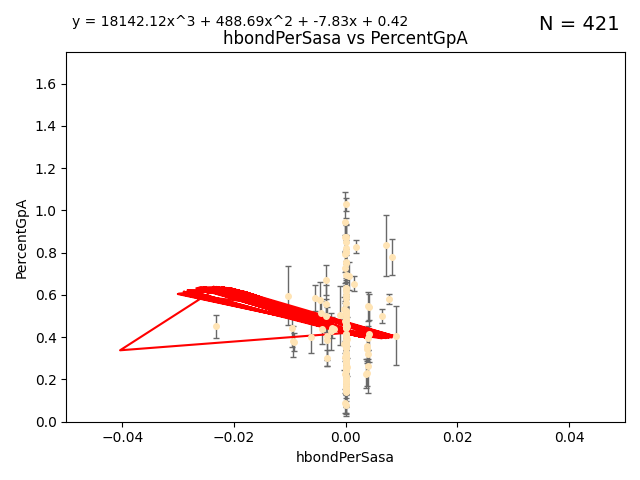 y = 18142.12x^3 + 488.69x^2 + -7.83x + 0.42
N = 421
hbondPerSasa vs PercentGpA
PercentGpA
1.6
1.4
1.2
1.0
0.8
0.6
0.4
0.2
0.0
−0.04 −0.02 0.00 0.02 0.04
hbondPerSasa